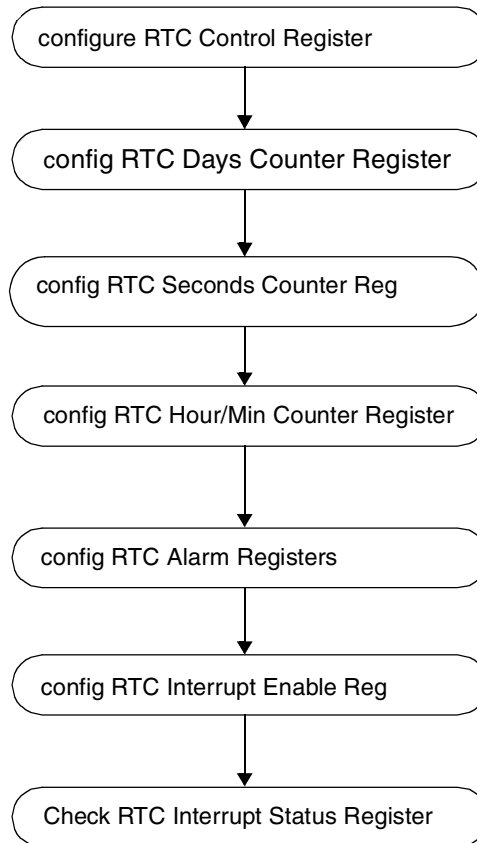 configure RTC Control Register
config RTC Days Counter Register
config RTC Seconds Counter Reg
config RTC Hour/Min Counter Register
config RTC Alarm Registers
config RTC Interrupt Enable Reg
Check RTC Interrupt Status Register